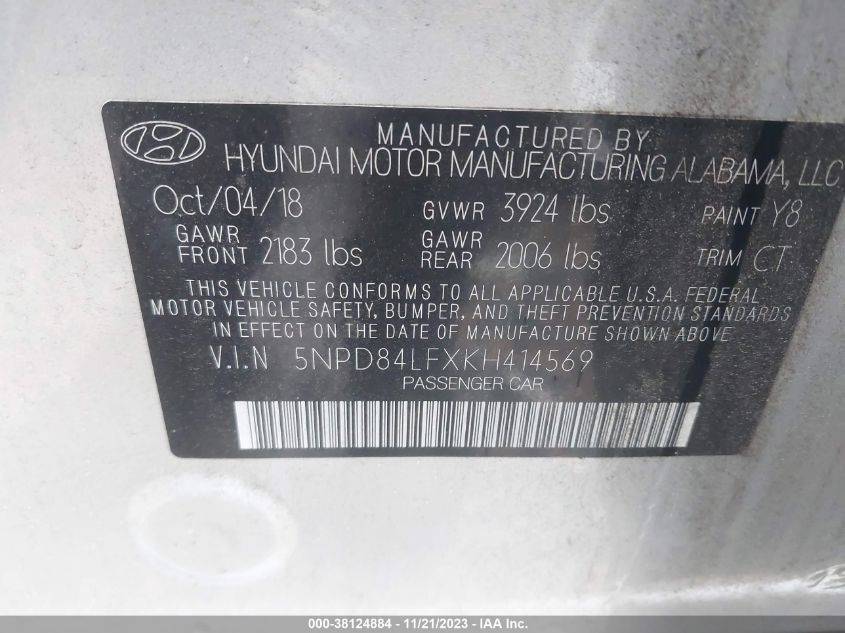 MANUFACTURED BY
HYUNDAI MOTOR MANUFACTURING ALABAMA, LLC
Oct/04/18 GVWR 3924 lbs PAINT Y8
GAWR FRONT 2183 lbs GAWR REAR 2006 lbs TRIM CT
THIS VEHICLE CONFORMS TO ALL APPLICABLE U.S.A. FEDERAL
MOTOR VEHICLE SAFETY, BUMPER, AND THEFT PREVENTION STANDARDS
IN EFFECT ON THE DATE OF MANUFACTURE SHOWN ABOVE
V.I.N 5NPD84LFXKH414569
PASSENGER CAR
000-38124884 - 11/21/2023 - IAA Inc.